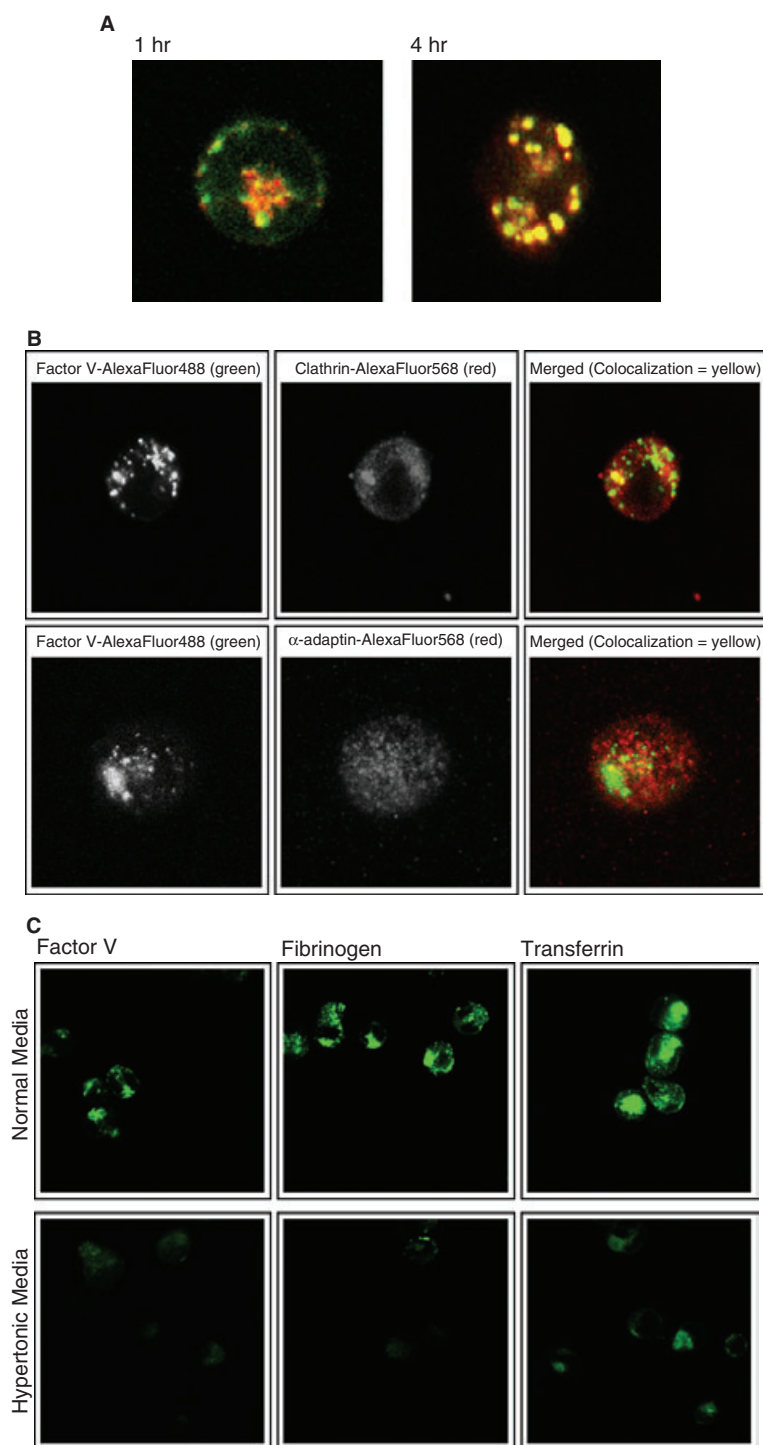 A
1 hr 4 hr
B
Factor V-AlexaFluor488 (green) Clathrin-AlexaFluor568 (red) Merged (Colocalization = yellow)
Factor V-AlexaFluor488 (green) α-adaptin-AlexaFluor568 (red) Merged (Colocalization = yellow)
C
Factor V Fibrinogen Transferrin
Normal Media
Hypertonic Media